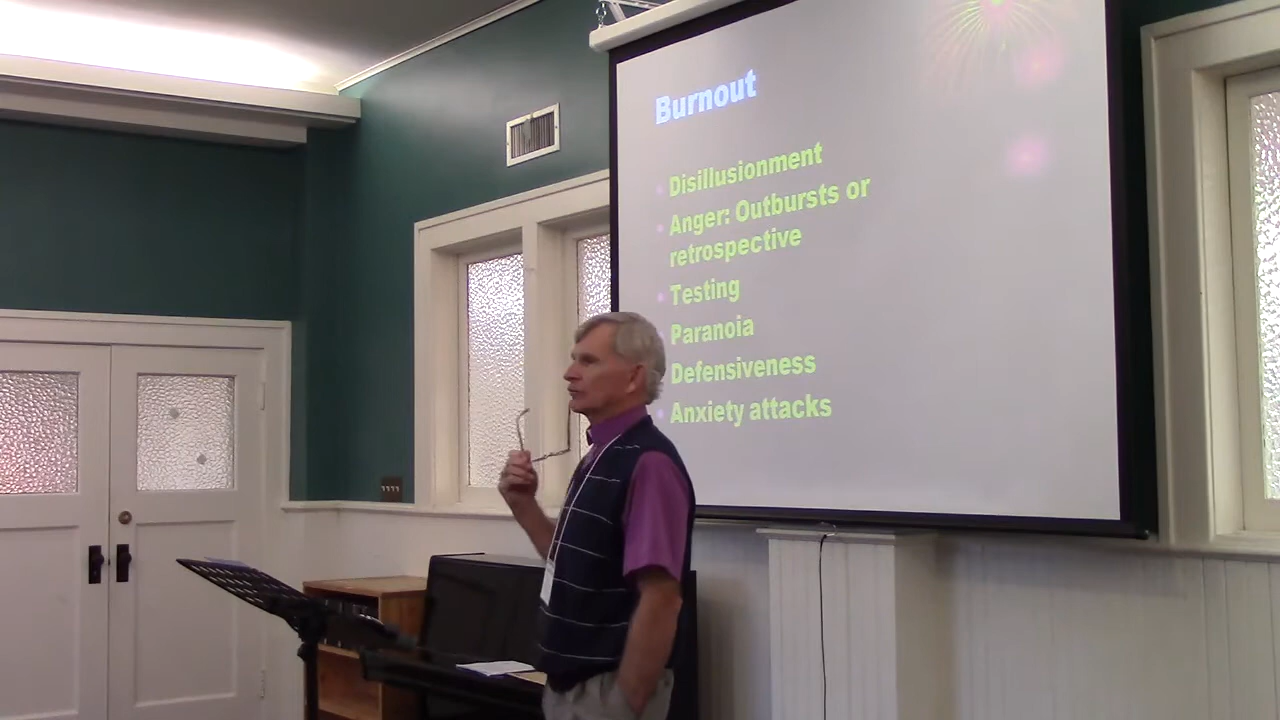 Burnout
Disillusionment
Anger: Outbursts or
retrospective
Testing
Paranoia
Defensiveness
Anxiety attacks